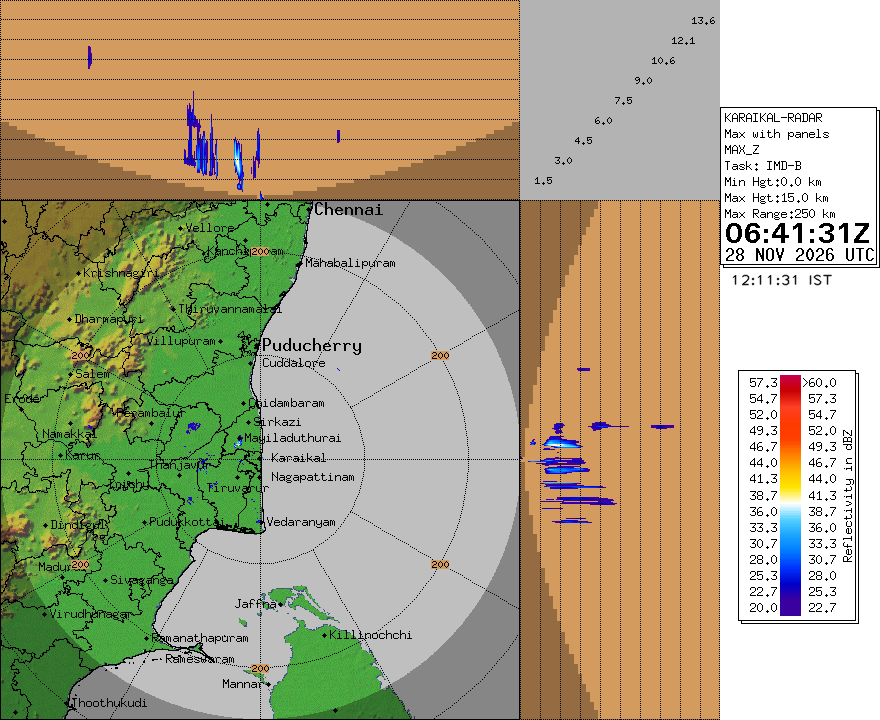 13.6
12.1
10.6
9.0
7.5
6.0
4.5
3.0
1.5
KARAIKAL-RADAR
Max with panels
MAX_Z
Task: IMD-B
Min Hgt:0.0 km
Max Hgt:15.0 km
Max Range:250 km
06:41:31Z
28 NOV 2026 UTC
12:11:31 IST
Chennai
Vellore
200
Mahabalipuram
Krishnagiri
Thiruvannamalai
Dharmapuri
Villupuram
Puducherry
200
200
Cuddalore
Salem
Chidambaram
Perambalur
Sirkazi
Namakkal
Mayiladuthurai
Karur
Karaikal
Nagapattinam
Tiruvarur
Dindigul
Pudukkottai
Vedaranyam
200
200
Sivaganga
Jaffna
Virudhunagar
Ramanathapuram
Killinochchi
Rameswaram
200
Mannar
Thoothukudi
57.3 >60.0
54.7 57.3
52.0 54.7
49.3 52.0
46.7 49.3
44.0 46.7
41.3 44.0
38.7 41.3
36.0 38.7
33.3 36.0
30.7 33.3
28.0 30.7
25.3 28.0
22.7 25.3
20.0 22.7
Reflectivity in dBZ